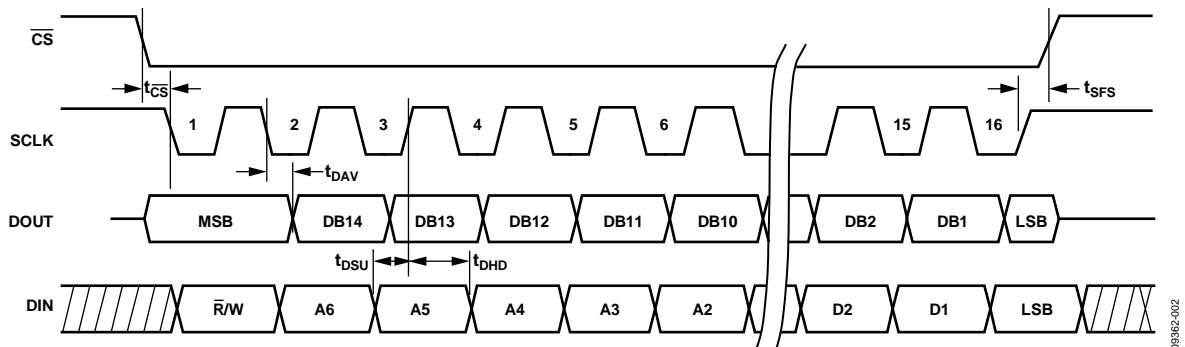 CS
tCS
tSFS
SCLK
1 2 3 4 5 6 15 16
tDAV
DOUT
MSB DB14 DB13 DB12 DB11 DB10 DB2 DB1 LSB
tDSU tDHD
DIN
R/W A6 A5 A4 A3 A2 D2 D1 LSB
09362-002